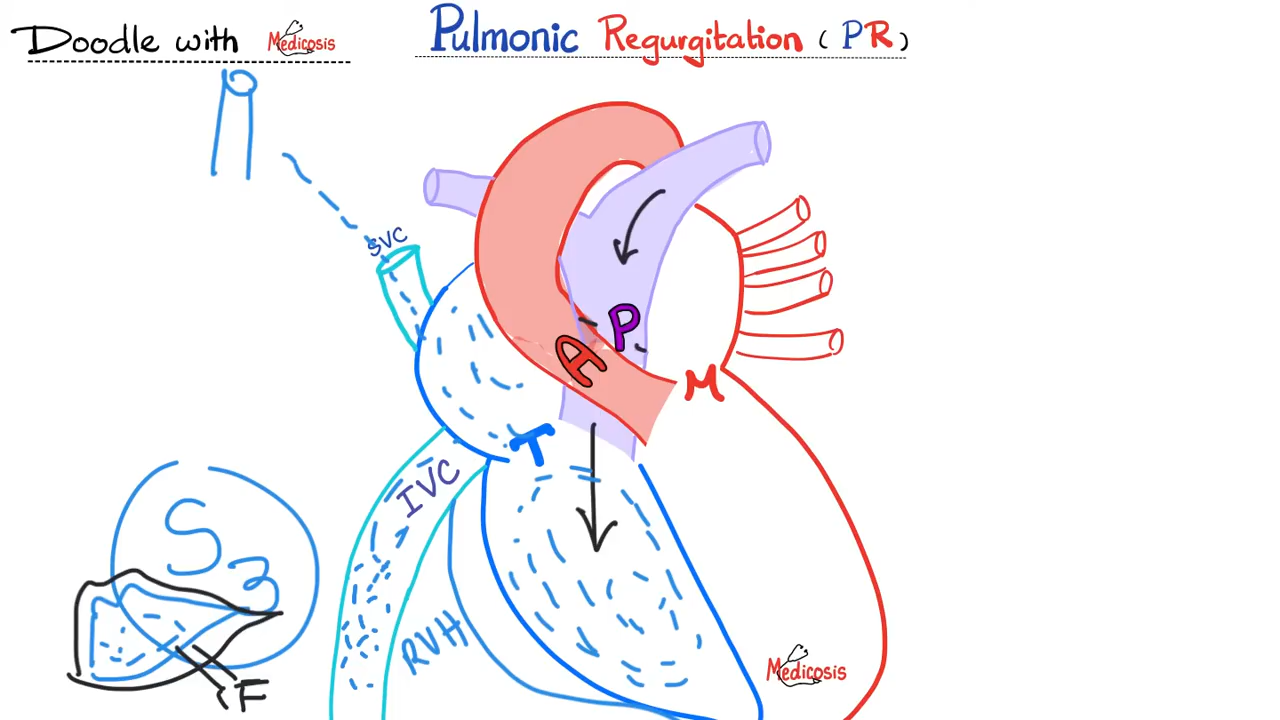 Doodle with Medicosis
Pulmonic Regurgitation (PR)
SVC
P
A
M
T
IVC
S3
RVH
F
Medicosis